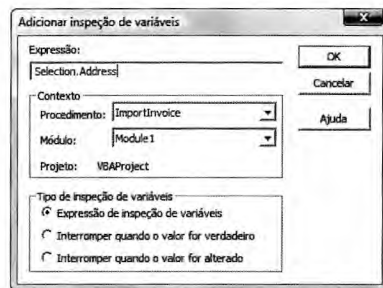 Adicionar inspeção de variáveis
Expressão:
Selection.Address
OK
Cancelar
Contexto
Procedimento: ImportInvoice
Ajuda
Módulo: Module1
Projeto: VBAProject
Tipo de inspeção de variáveis
Expressão de inspeção de variáveis
Interromper quando o valor for verdadeiro
Interromper quando o valor for alterado